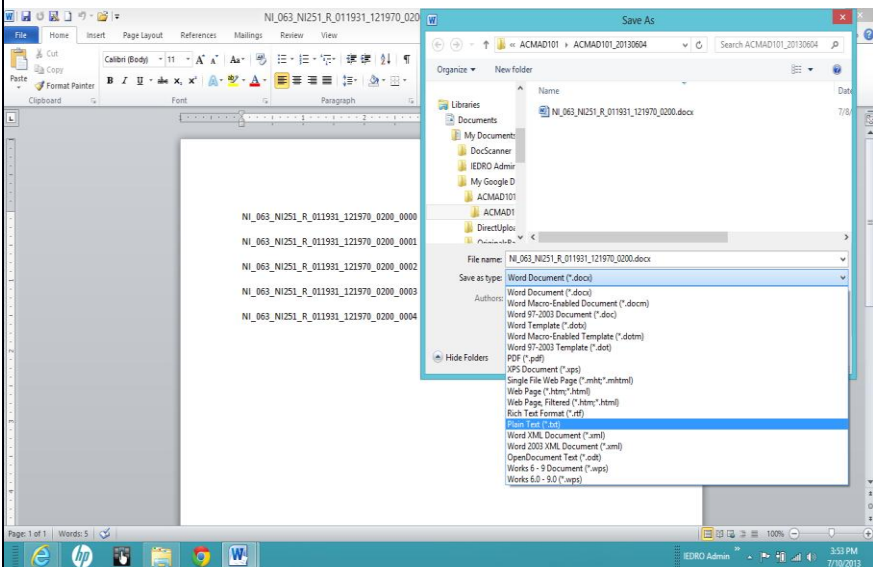 NI_063_NI251_R_011931_121970_020
File Home Insert Page Layout References Mailings Review View
Cut
Copy
Format Painter
Paste
Clipboard
Calibri (Body) 11
Font
Paragraph
NI_063_NI251_R_011931_121970_0200_0000
NI_063_NI251_R_011931_121970_0200_0001
NI_063_NI251_R_011931_121970_0200_0002
NI_063_NI251_R_011931_121970_0200_0003
NI_063_NI251_R_011931_121970_0200_0004
Save As
« ACMAD101 ACMAD101_20130604
Search ACMAD101_20130604
Organize New folder
Name
Date
Libraries
Documents
My Documents
DocScanner
IEDRO Admir
My Google D
ACMAD101
ACMAD1
DirectUploa
NI_063_NI251_R_011931_121970_0200.docx
7/8/
File name: NI_063_NI251_R_011931_121970_0200.docx
Save as type: Word Document (*.docx)
Authors:
Word Document (*.docx)
Word Macro-Enabled Document (*.docm)
Word 97-2003 Document (*.doc)
Word Template (*.dotx)
Word Macro-Enabled Template (*.dotm)
Word 97-2003 Template (*.dot)
PDF (*.pdf)
XPS Document (*.xps)
Single File Web Page (*.mht;*.mhtml)
Web Page (*.htm;*.html)
Web Page, Filtered (*.htm;*.html)
Rich Text Format (*.rtf)
Plain Text (*.txt)
Word XML Document (*.xml)
Word 2003 XML Document (*.xml)
OpenDocument Text (*.odt)
Works 6 - 9 Document (*.wps)
Works 6.0 - 9.0 (*.wps)
Hide Folders
Page: 1 of 1 Words: 5
100%
IEDRO Admin
3:53 PM
7/10/2013